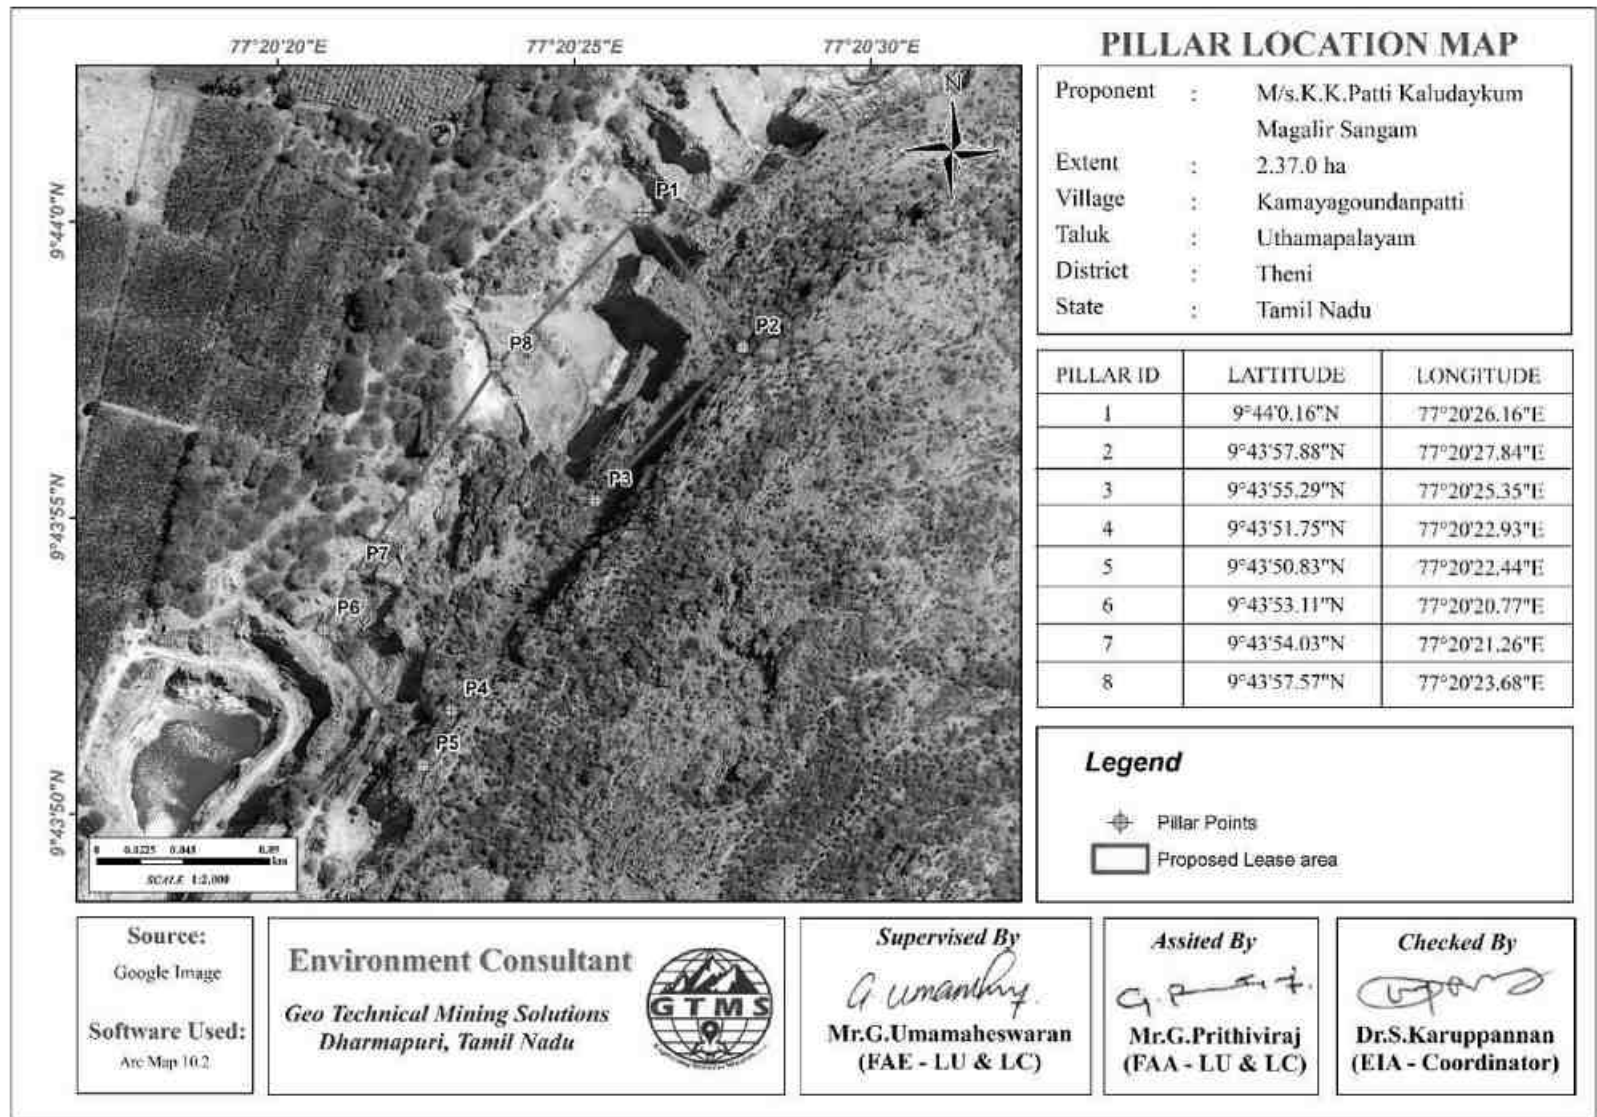 77°20'20"E
77°20'25"E
77°20'30"E
9°44'0"N
9°43'55"N
9°43'50"N
N
P1
P2
P8
P3
P7
P6
P4
P5
0 0.0225 0.045 0.09
km
SCALE 1:2,000
PILLAR LOCATION MAP
Proponent : M/s.K.K.Patti Kaludaykum
Magalir Sangam
Extent : 2.37.0 ha
Village : Kamayagoundanpatti
Taluk : Uthamapalayam
District : Theni
State : Tamil Nadu
PILLAR ID LATTITUDE LONGITUDE
1 9°44'0.16"N 77°20'26.16"E
2 9°43'57.88"N 77°20'27.84"E
3 9°43'55.29"N 77°20'25.35"E
4 9°43'51.75"N 77°20'22.93"E
5 9°43'50.83"N 77°20'22.44"E
6 9°43'53.11"N 77°20'20.77"E
7 9°43'54.03"N 77°20'21.26"E
8 9°43'57.57"N 77°20'23.68"E
Legend
Pillar Points
Proposed Lease area
Source:
Google Image
Software Used:
Arc Map 10.2
Environment Consultant
Geo Technical Mining Solutions
Dharmapuri, Tamil Nadu
GTMS
Supervised By
G. Umamhy.
Mr.G.Umamaheswaran
(FAE - LU & LC)
Assited By
Mr.G.Prithiviraj
(FAA - LU & LC)
Checked By
Dr.S.Karuppannan
(EIA - Coordinator)